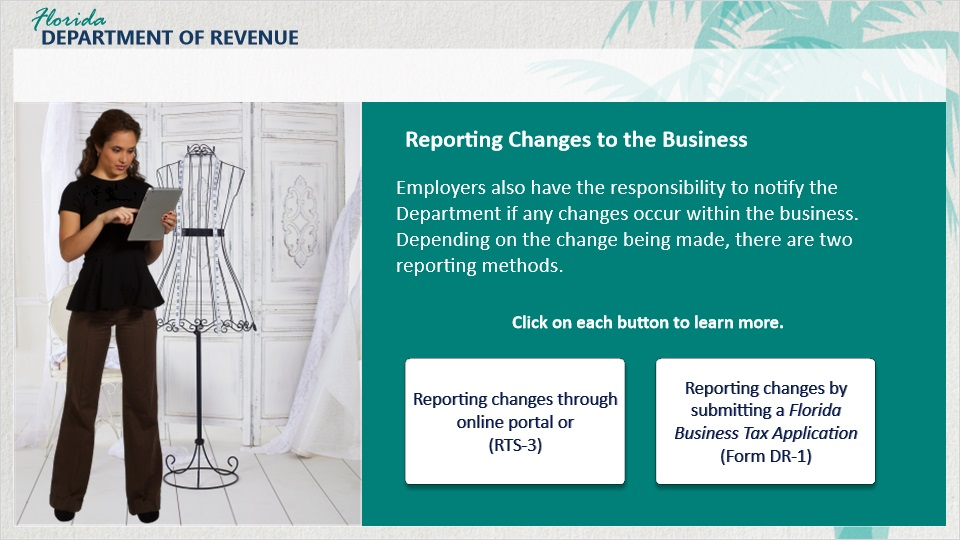 Florida
DEPARTMENT OF REVENUE
Reporting Changes to the Business
Employers also have the responsibility to notify the
Department if any changes occur within the business.
Depending on the change being made, there are two
reporting methods.
Click on each button to learn more.
Reporting changes through
online portal or
(RTS-3)
Reporting changes by
submitting a Florida
Business Tax Application
(Form DR-1)